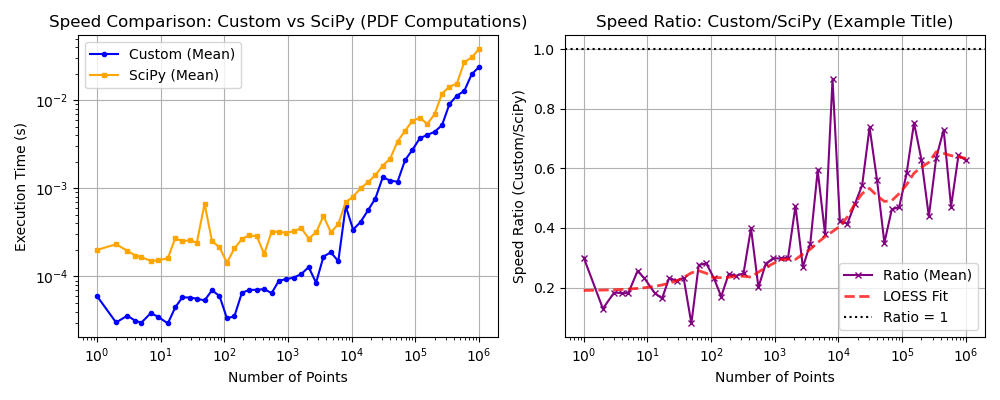 Speed Comparison: Custom vs SciPy (PDF Computations)
Custom (Mean)
SciPy (Mean)
Execution Time (s)
10⁻²
10⁻³
10⁻⁴
10⁰ 10¹ 10² 10³ 10⁴ 10⁵ 10⁶
Number of Points
Speed Ratio: Custom/SciPy (Example Title)
Speed Ratio (Custom/SciPy)
1.0
0.8
0.6
0.4
0.2
Ratio (Mean)
LOESS Fit
Ratio = 1
10⁰ 10¹ 10² 10³ 10⁴ 10⁵ 10⁶
Number of Points